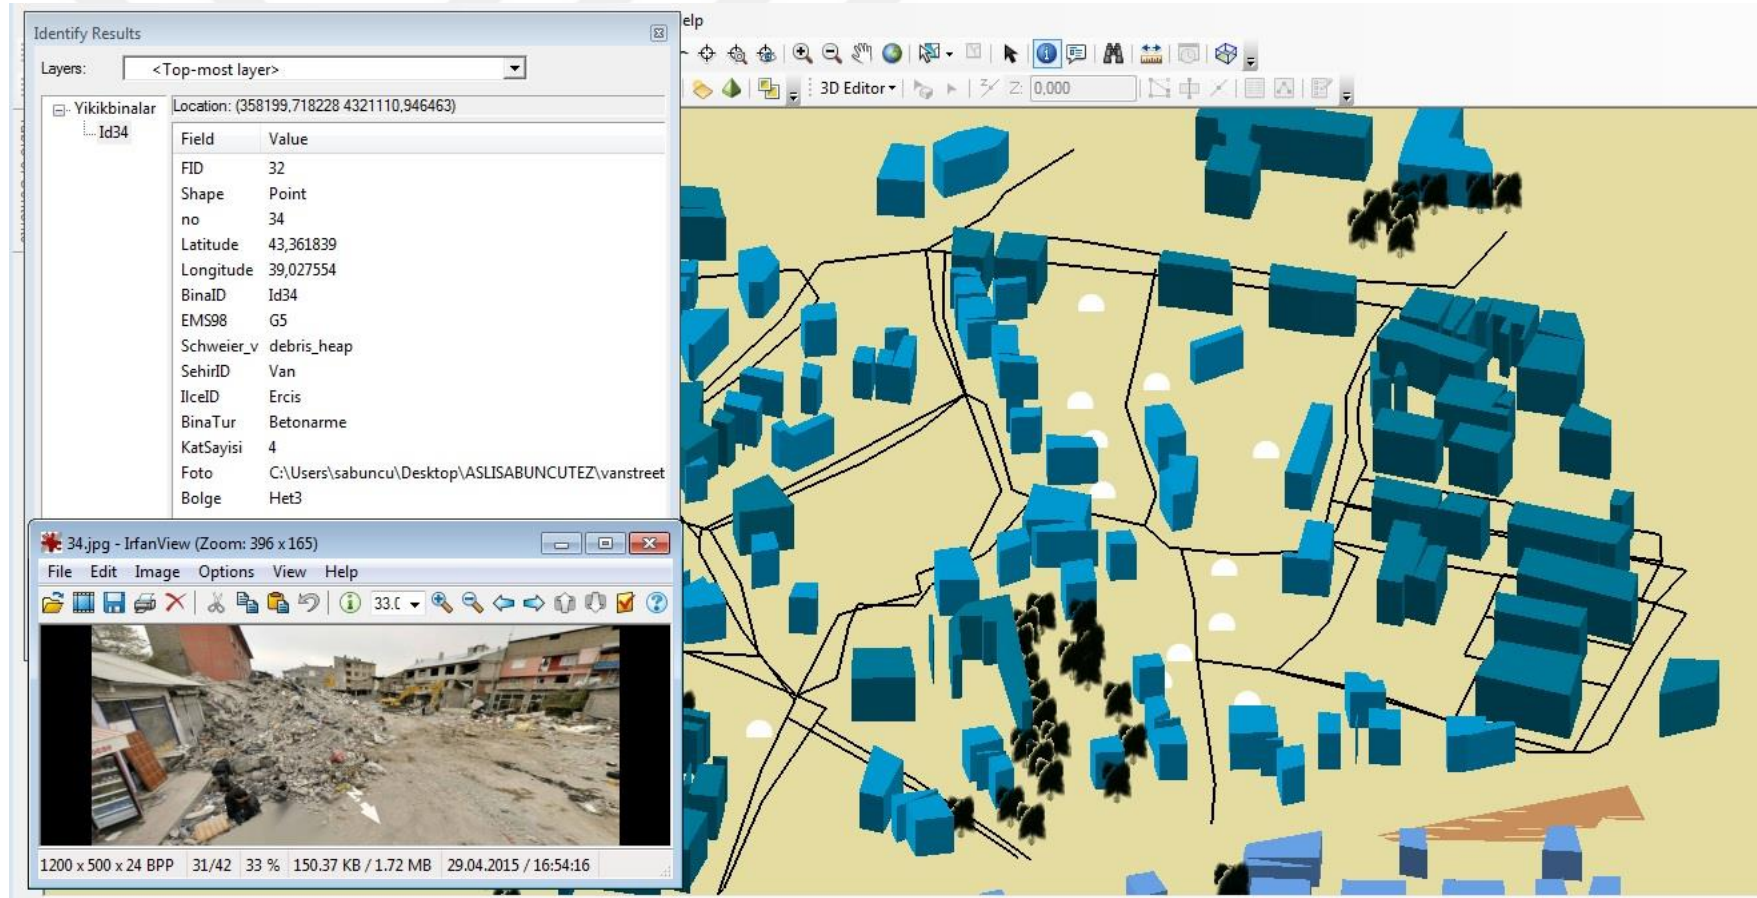 Identify Results
elp
Layers: <Top-most layer>
3D Editor
Z: 0,000
Yikikbinalar
Id34
Location: (358199,718228 4321110,946463)
Field Value
FID 32
Shape Point
no 34
Latitude 43,361839
Longitude 39,027554
BinaID Id34
EMS98 G5
Schweier_v debris_heap
SehirID Van
IlceID Ercis
BinaTur Betonarme
KatSayisi 4
Foto C:\Users\sabuncu\Desktop\ASLISABUNCUTEZ\vanstreet
Bolge Het3
34.jpg - IrfanView (Zoom: 396 x 165)
File Edit Image Options View Help
1200 x 500 x 24 BPP 31/42 33 % 150.37 KB / 1.72 MB 29.04.2015 / 16:54:16